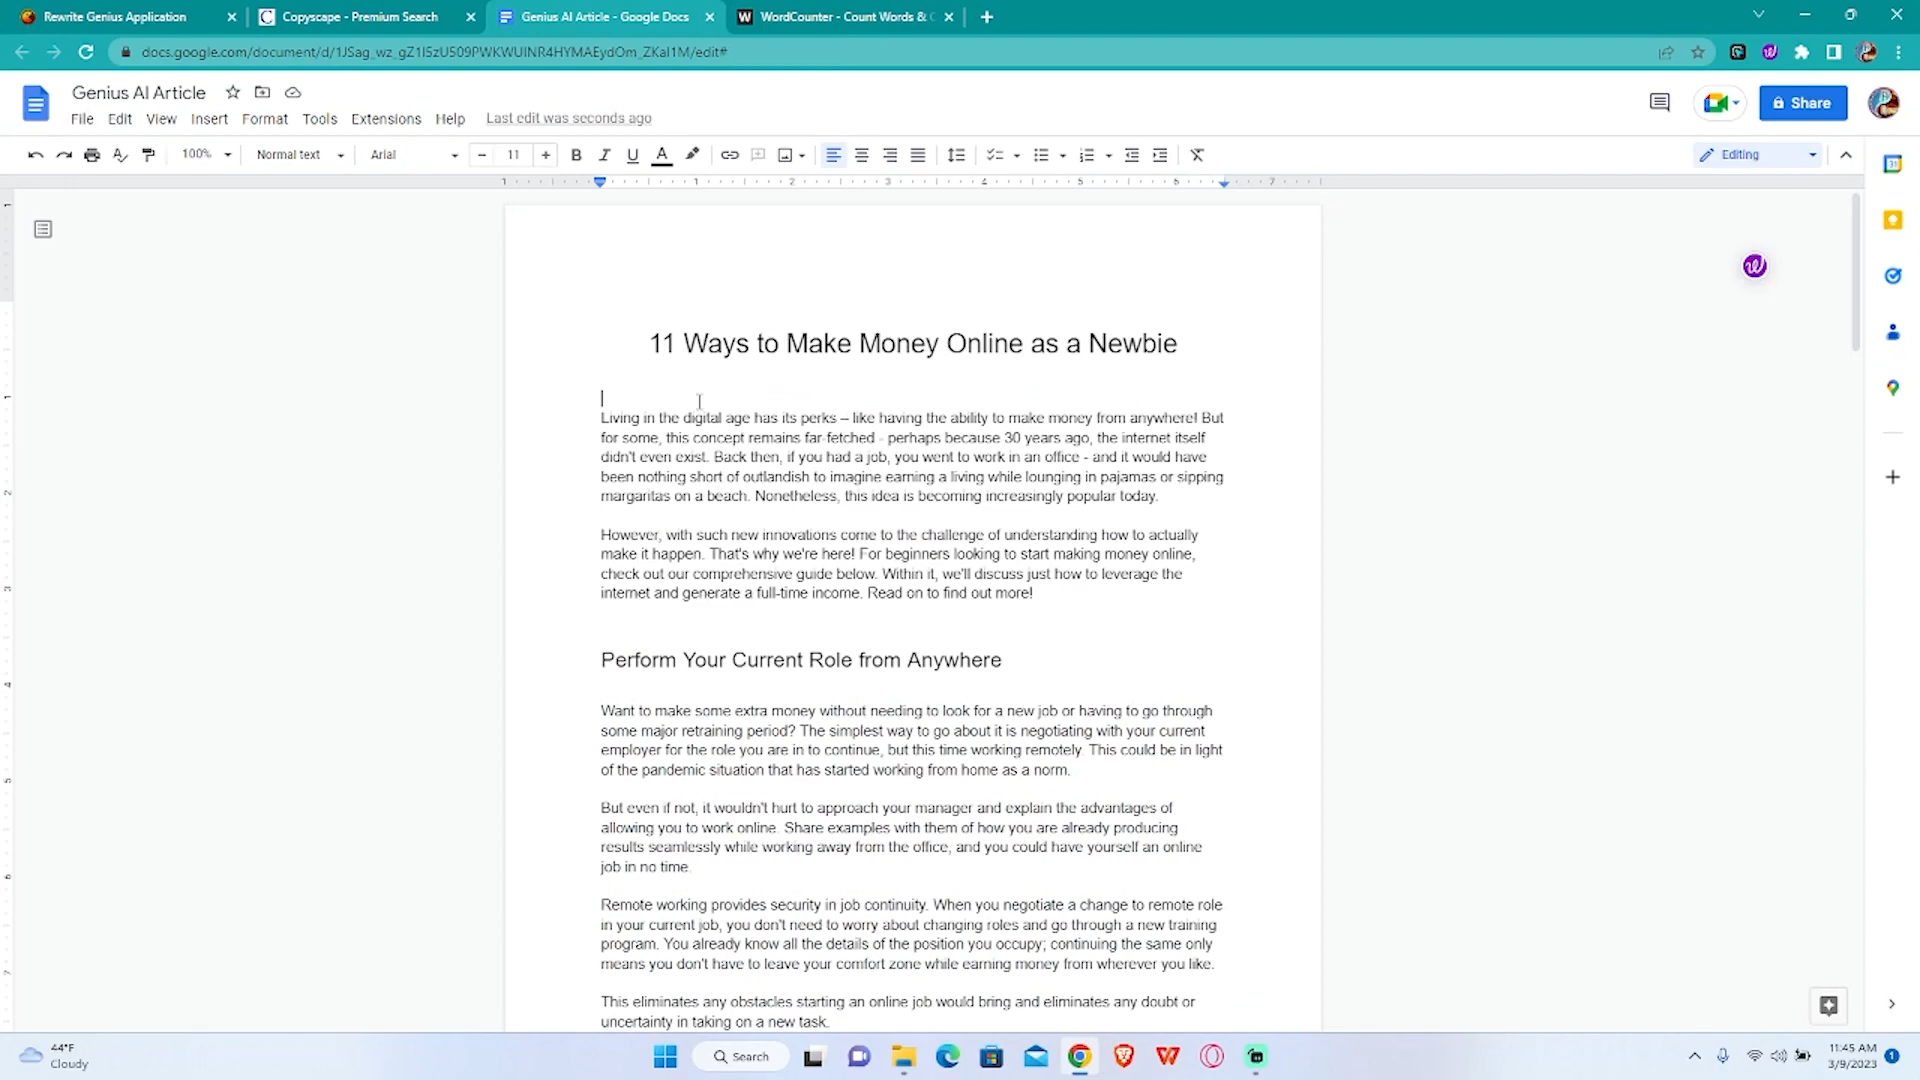 Rewrite Genius Application
Copyscape - Premium Search
Genius AI Article - Google Docs
WordCounter - Count Words &
docs.google.com/document/d/1JSag_wz_gZ1I5zU509PWKWUINR4HYMAEydOm_ZKaI1M/edit#
Genius AI Article
File Edit View Insert Format Tools Extensions Help Last edit was seconds ago
Share
100% Normal text Arial 11 Editing
11 Ways to Make Money Online as a Newbie
Living in the digital age has its perks – like having the ability to make money from anywhere! But
for some, this concept remains far-fetched - perhaps because 30 years ago, the internet itself
didn't even exist. Back then, if you had a job, you went to work in an office - and it would have
been nothing short of outlandish to imagine earning a living while lounging in pajamas or sipping
margaritas on a beach. Nonetheless, this idea is becoming increasingly popular today.
However, with such new innovations come to the challenge of understanding how to actually
make it happen. That's why we're here! For beginners looking to start making money online,
check out our comprehensive guide below. Within it, we'll discuss just how to leverage the
internet and generate a full-time income. Read on to find out more!
Perform Your Current Role from Anywhere
Want to make some extra money without needing to look for a new job or having to go through
some major retraining period? The simplest way to go about it is negotiating with your current
employer for the role you are in to continue, but this time working remotely. This could be in light
of the pandemic situation that has started working from home as a norm.
But even if not, it wouldn't hurt to approach your manager and explain the advantages of
allowing you to work online. Share examples with them of how you are already producing
results seamlessly while working away from the office, and you could have yourself an online
job in no time.
Remote working provides security in job continuity. When you negotiate a change to remote role
in your current job, you don't need to worry about changing roles and go through a new training
program. You already know all the details of the position you occupy; continuing the same only
means you don't have to leave your comfort zone while earning money from wherever you like.
This eliminates any obstacles starting an online job would bring and eliminates any doubt or
uncertainty in taking on a new task.
44°F
Cloudy
Search
11:45 AM
3/9/2023